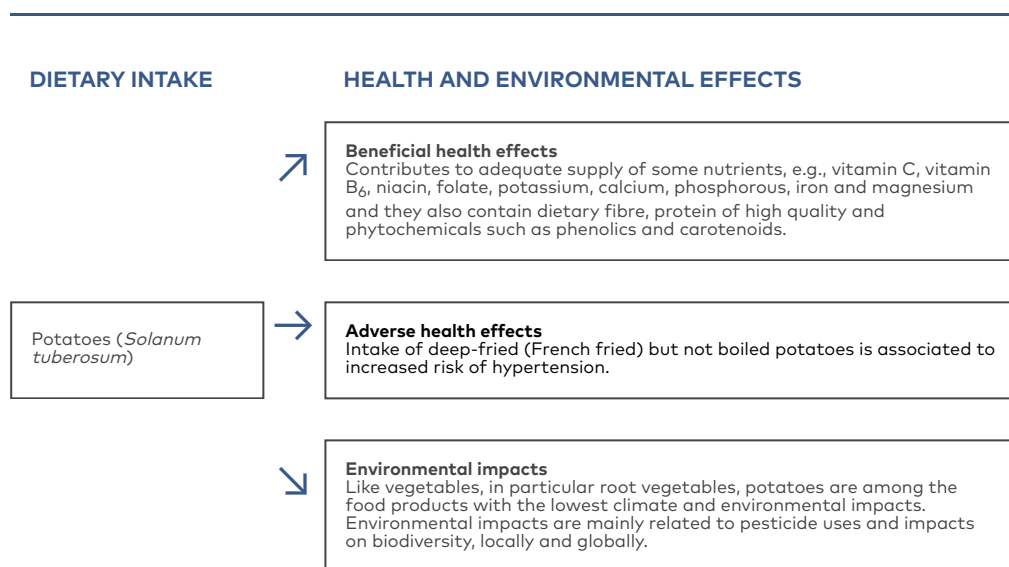 DIETARY INTAKE
HEALTH AND ENVIRONMENTAL EFFECTS
Beneficial health effects
Contributes to adequate supply of some nutrients, e.g., vitamin C, vitamin
B6, niacin, folate, potassium, calcium, phosphorous, iron and magnesium
and they also contain dietary fibre, protein of high quality and
phytochemicals such as phenolics and carotenoids.
Potatoes (Solanum
tuberosum)
Adverse health effects
Intake of deep-fried (French fried) but not boiled potatoes is associated to
increased risk of hypertension.
Environmental impacts
Like vegetables, in particular root vegetables, potatoes are among the
food products with the lowest climate and environmental impacts.
Environmental impacts are mainly related to pesticide uses and impacts
on biodiversity, locally and globally.